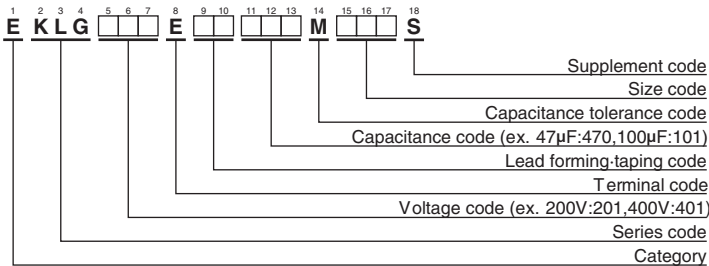 1 2 3 4 5 6 7 8 9 10 11 12 13 14 15 16 17 18
E K L G E M S
Supplement code
Size code
Capacitance tolerance code
Capacitance code (ex. 47µF:470,100µF:101)
Lead forming·taping code
Terminal code
Voltage code (ex. 200V:201,400V:401)
Series code
Category